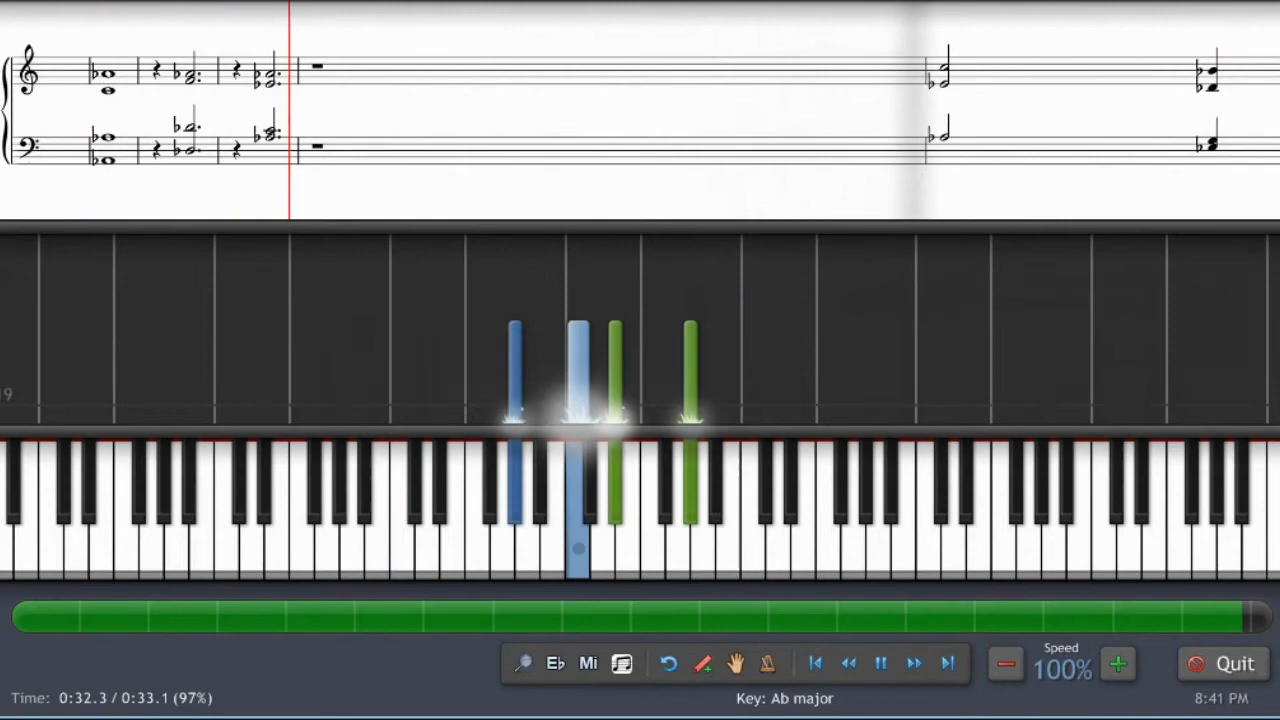 19
Eb Mi
Speed
100%
Quit
Time: 0:32.3 / 0:33.1 (97%)
Key: Ab major
8:41 PM